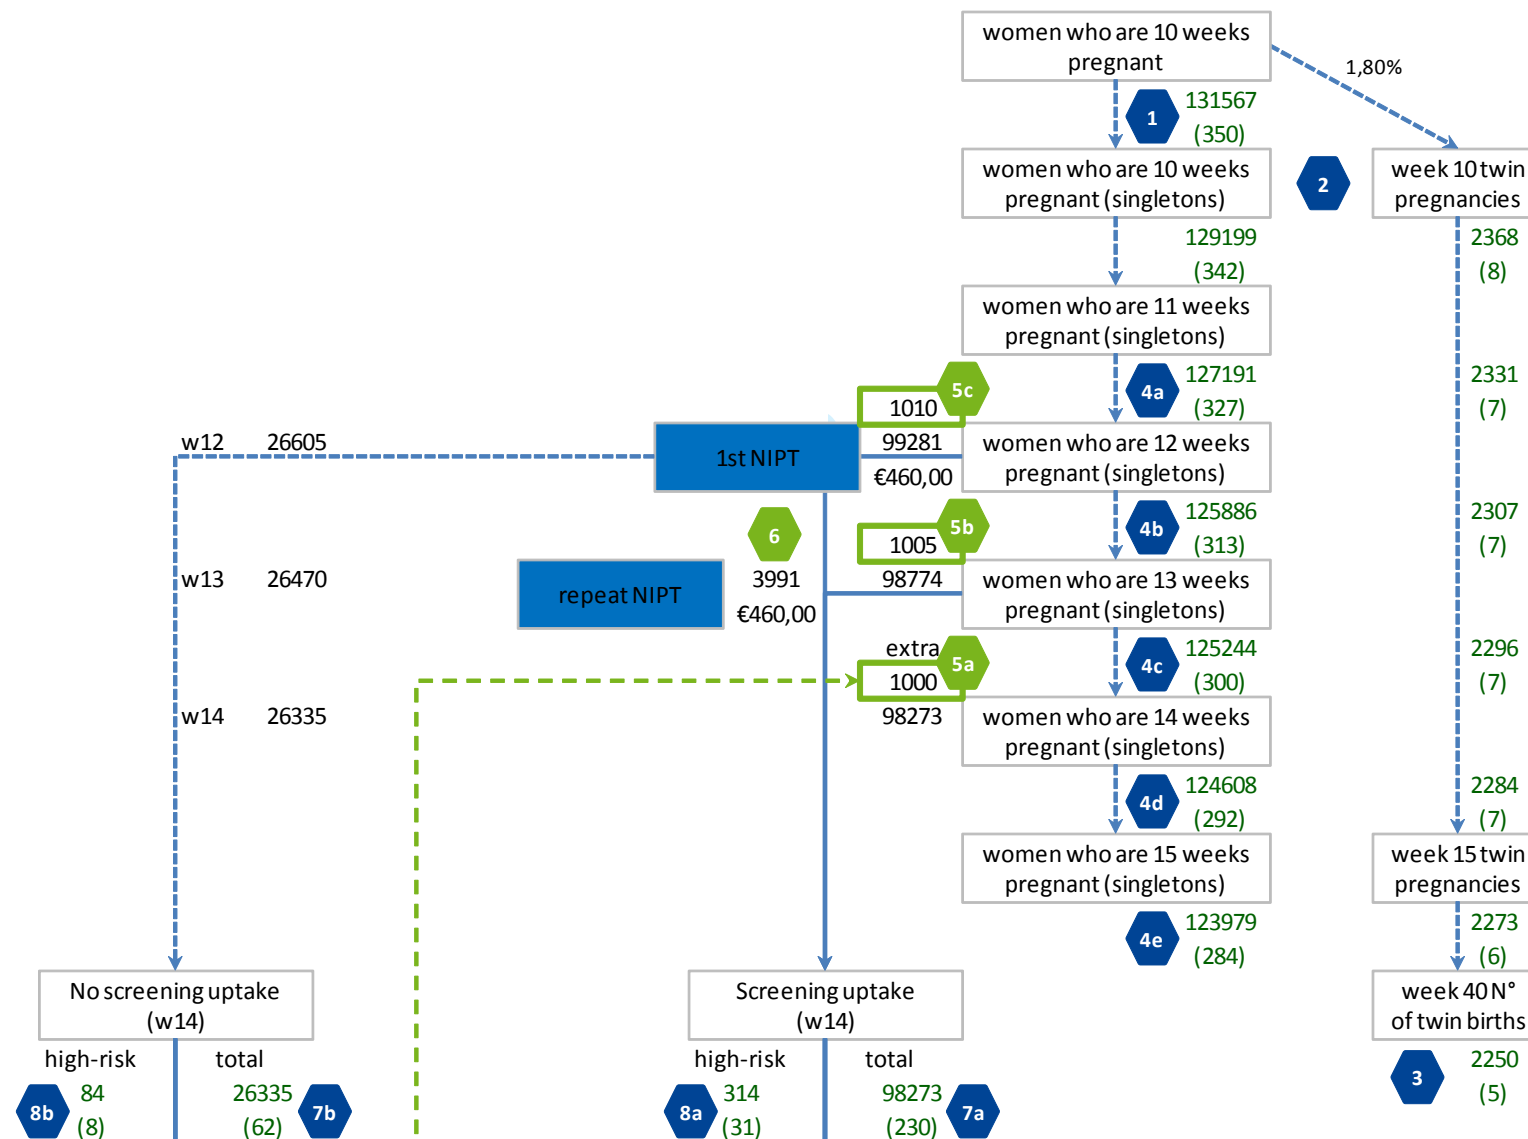 women who are 10 weeks
pregnant
1,80%
1
131567
(350)
women who are 10 weeks
pregnant (singletons)
2
week 10 twin
pregnancies
129199
(342)
2368
(8)
women who are 11 weeks
pregnant (singletons)
5c
4a
127191
(327)
2331
(7)
1010
w12
26605
1st NIPT
99281
€460,00
women who are 12 weeks
pregnant (singletons)
6
5b
4b
125886
(313)
2307
(7)
1005
w13
26470
repeat NIPT
3991
€460,00
98774
women who are 13 weeks
pregnant (singletons)
extra
5a
4c
125244
(300)
2296
(7)
1000
w14
26335
98273
women who are 14 weeks
pregnant (singletons)
4d
124608
(292)
2284
(7)
women who are 15 weeks
pregnant (singletons)
week 15 twin
pregnancies
4e
123979
(284)
2273
(6)
No screening uptake
(w14)
Screening uptake
(w14)
week 40 N°
of twin births
high-risk
total
8b
84
(8)
26335
(62)
7b
high-risk
total
8a
314
(31)
98273
(230)
7a
3
2250
(5)